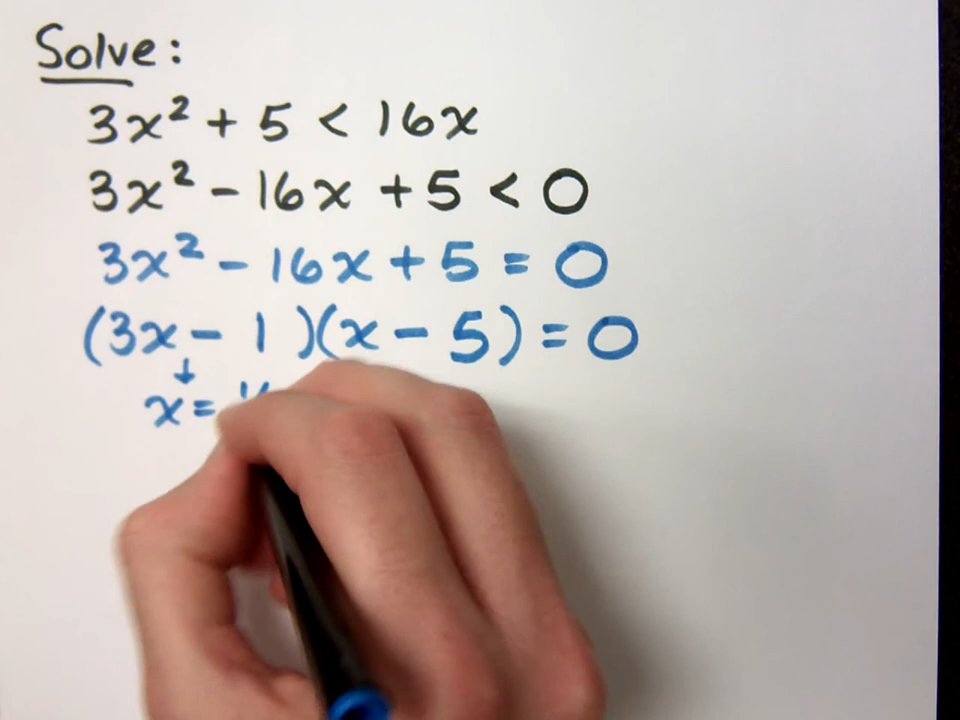 Solve:
3x² + 5 < 16x
3x² - 16x + 5 < 0
3x² - 16x + 5 = 0
(3x - 1)(x - 5) = 0
x =